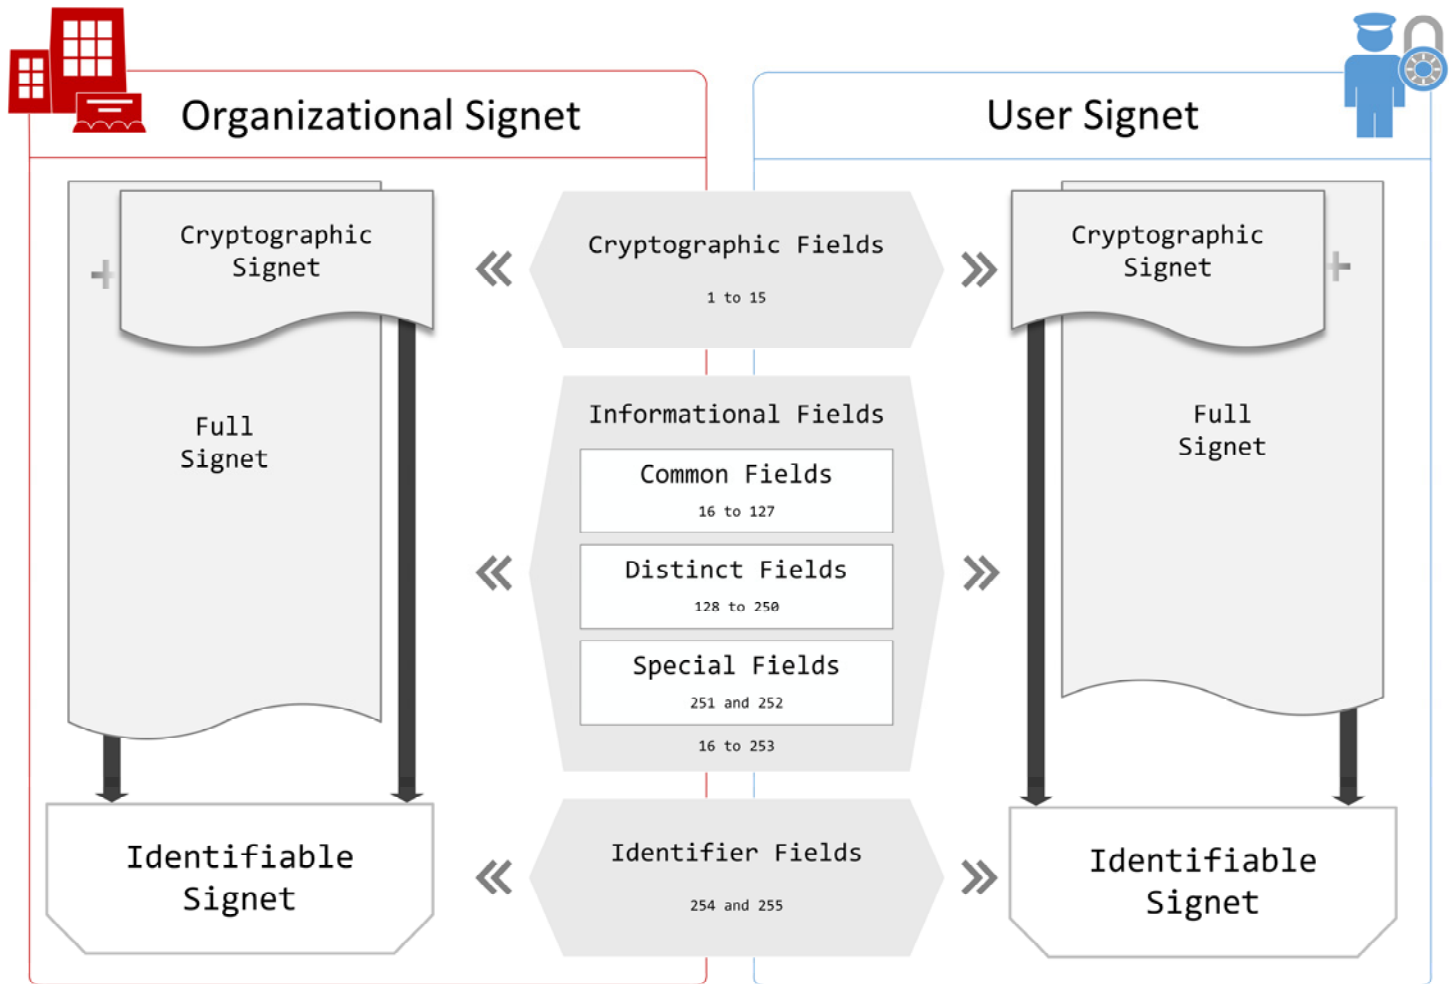 Organizational Signet
User Signet
Cryptographic
Signet
+
Full
Signet
Identifiable
Signet
Cryptographic Fields
1 to 15
Informational Fields
Common Fields
16 to 127
Distinct Fields
128 to 250
Special Fields
251 and 252
16 to 253
Identifier Fields
254 and 255
Cryptographic
Signet
+
Full
Signet
Identifiable
Signet